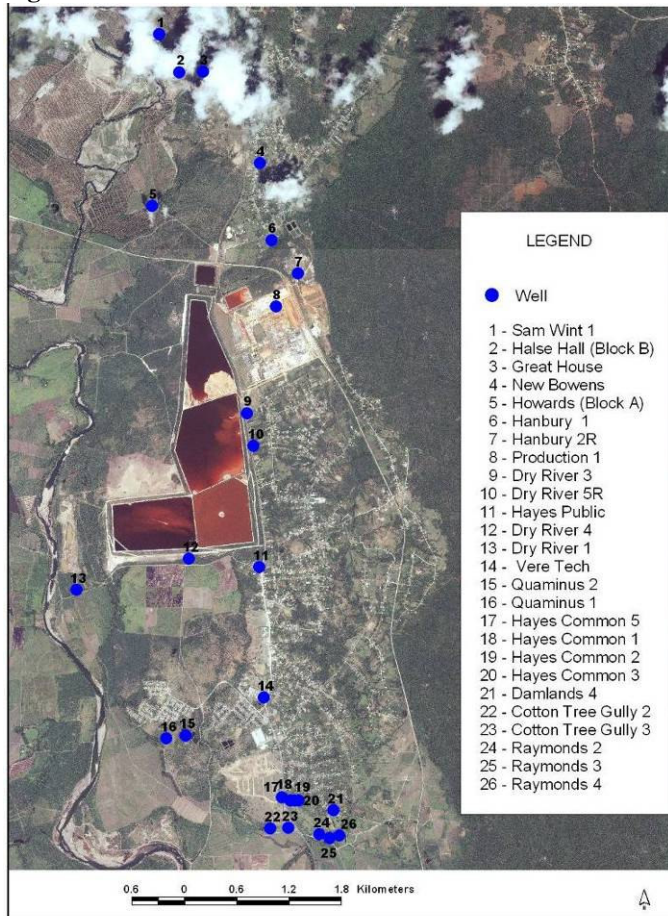 1
2 3
4
5
6
7
8
9
10
11
12
13
14
15
16
17 18 19
20
21
22 23
24
25
26
LEGEND
Well
1 - Sam Wint 1
2 - Halse Hall (Block B)
3 - Great House
4 - New Bowens
5 - Howards (Block A)
6 - Hanbury 1
7 - Hanbury 2R
8 - Production 1
9 - Dry River 3
10 - Dry River 5R
11 - Hayes Public
12 - Dry River 4
13 - Dry River 1
14 - Vere Tech
15 - Quaminus 2
16 - Quaminus 1
17 - Hayes Common 5
18 - Hayes Common 1
19 - Hayes Common 2
20 - Hayes Common 3
21 - Damlands 4
22 - Cotton Tree Gully 2
23 - Cotton Tree Gully 3
24 - Raymonds 2
25 - Raymonds 3
26 - Raymonds 4
0.6 0 0.6 1.2 1.8 Kilometers